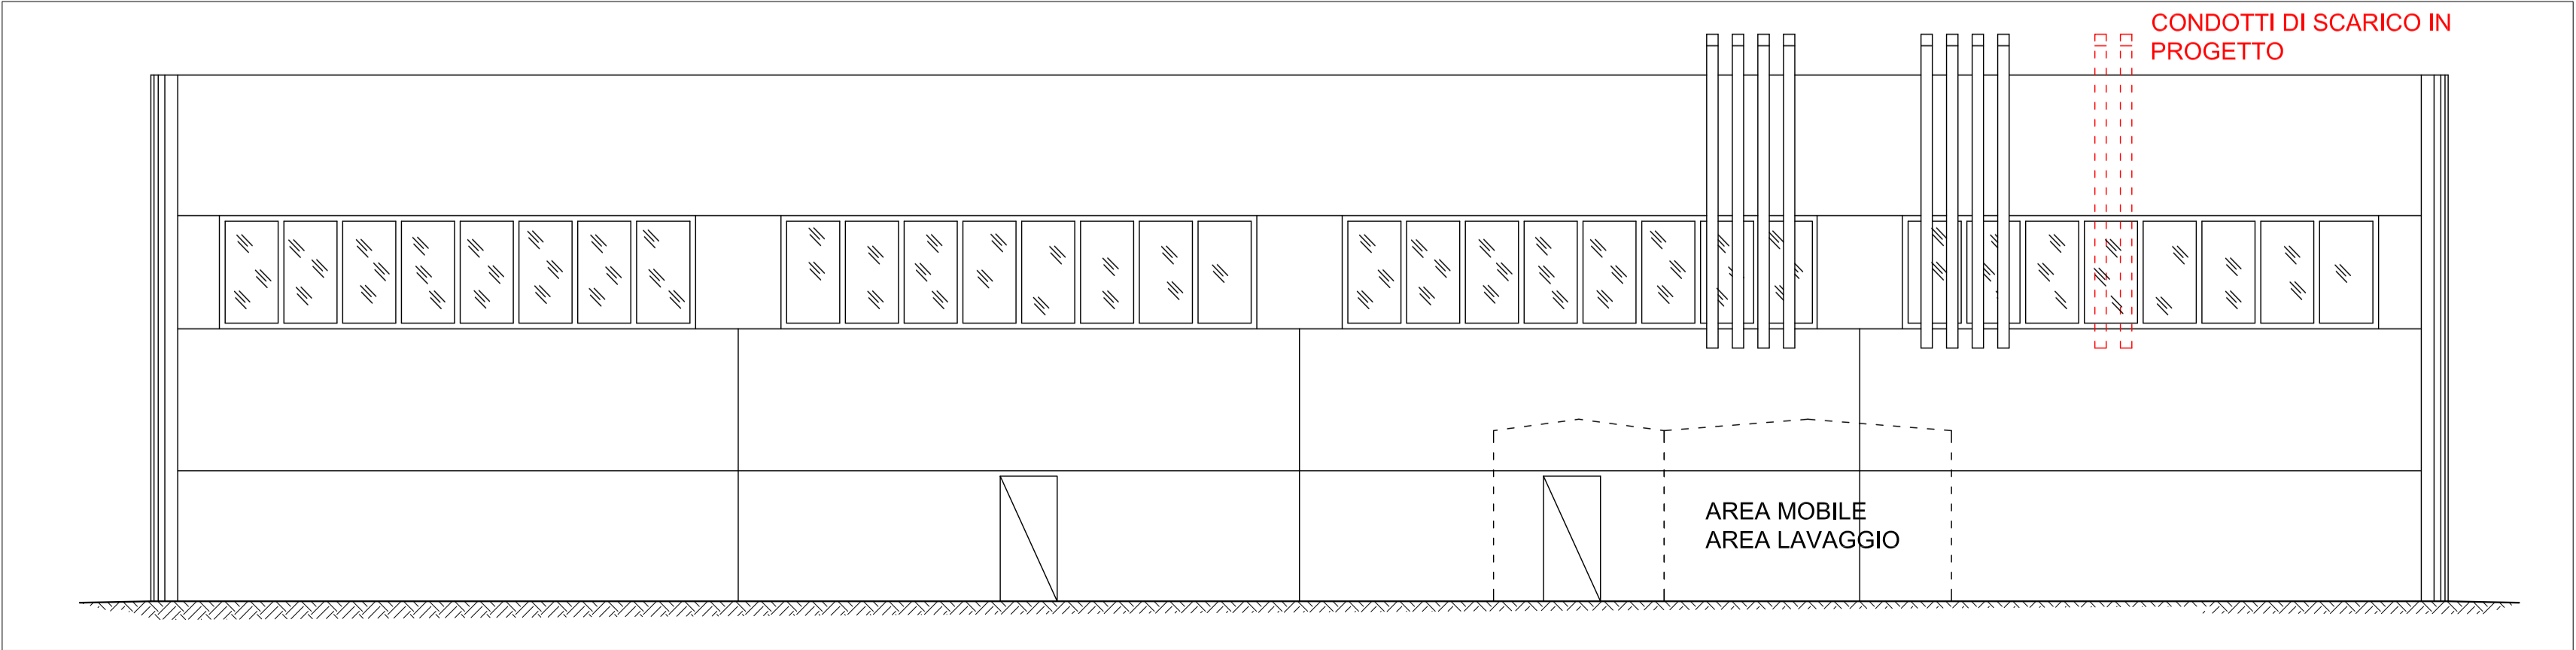 CONDOTTI DI SCARICO IN
PROGETTO
AREA MOBILE
AREA LAVAGGIO